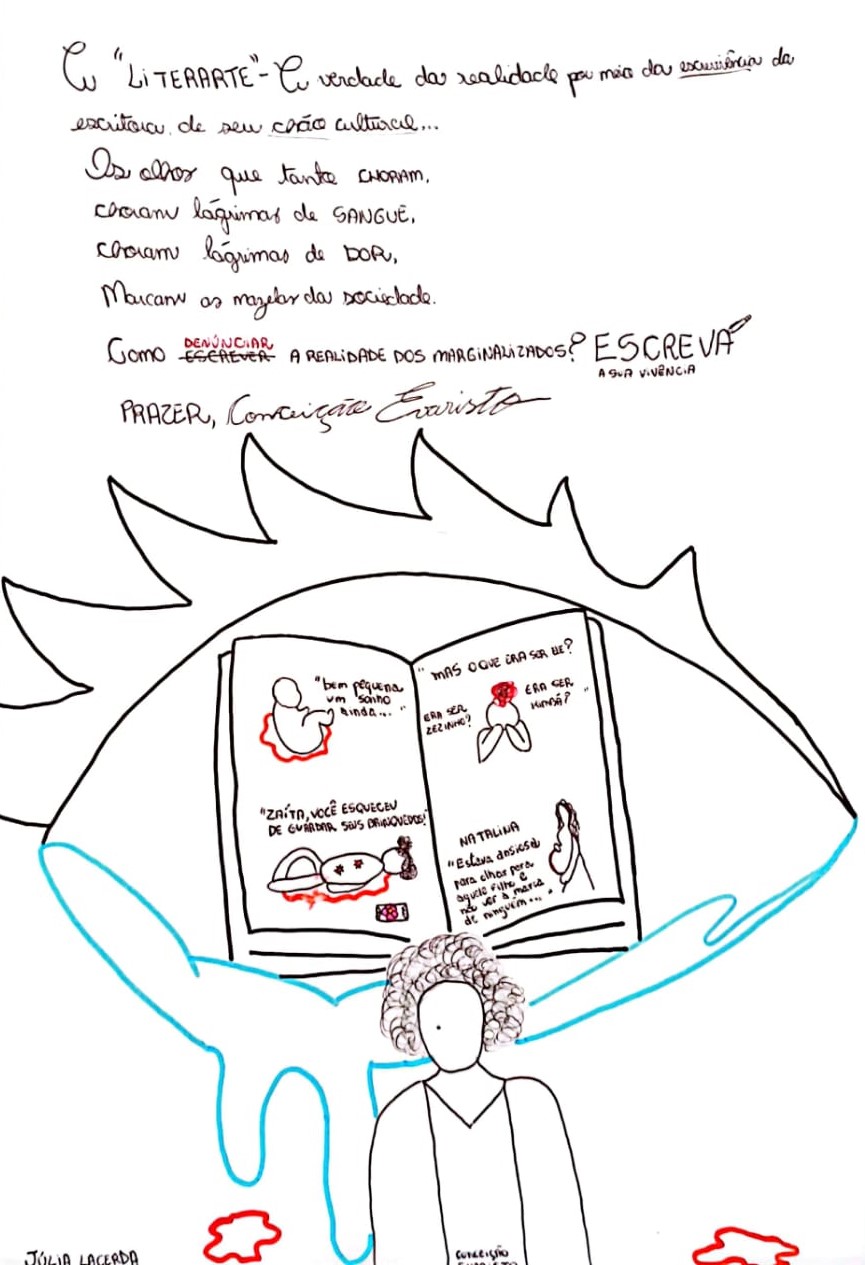 A "LITERARTE" - A verdade da realidade por meio da escrevivência da
escritora, de seu chão cultural...
Os olhos que tanto CHORAM,
choram lágrimas de SANGUE,
choram lágrimas de DOR,
Marcam as mazelas da sociedade.
DENÚNCIAR
Como ESCREVER A REALIDADE DOS MARGINALIZADOS? ESCREVA
A SUA VIVÊNCIA
PRAZER, Conceição Evaristo
"bem pequena
um sonho
ainda..."
"ZAÍTA, VOCÊ ESQUECEU
DE GUARDAR SEUS BRINQUEDOS!"
"MAS O QUE ERA SER ELE?
ERA SER
ZEZINHO?
ERA SER
KIMBÁ?"
NATALINA
"Estava ansiosa
para olhar para
aquele filho e
não ver a marca
de ninguém..."
JÚLIA LACERDA
CONCEIÇÃO
EVARISTO